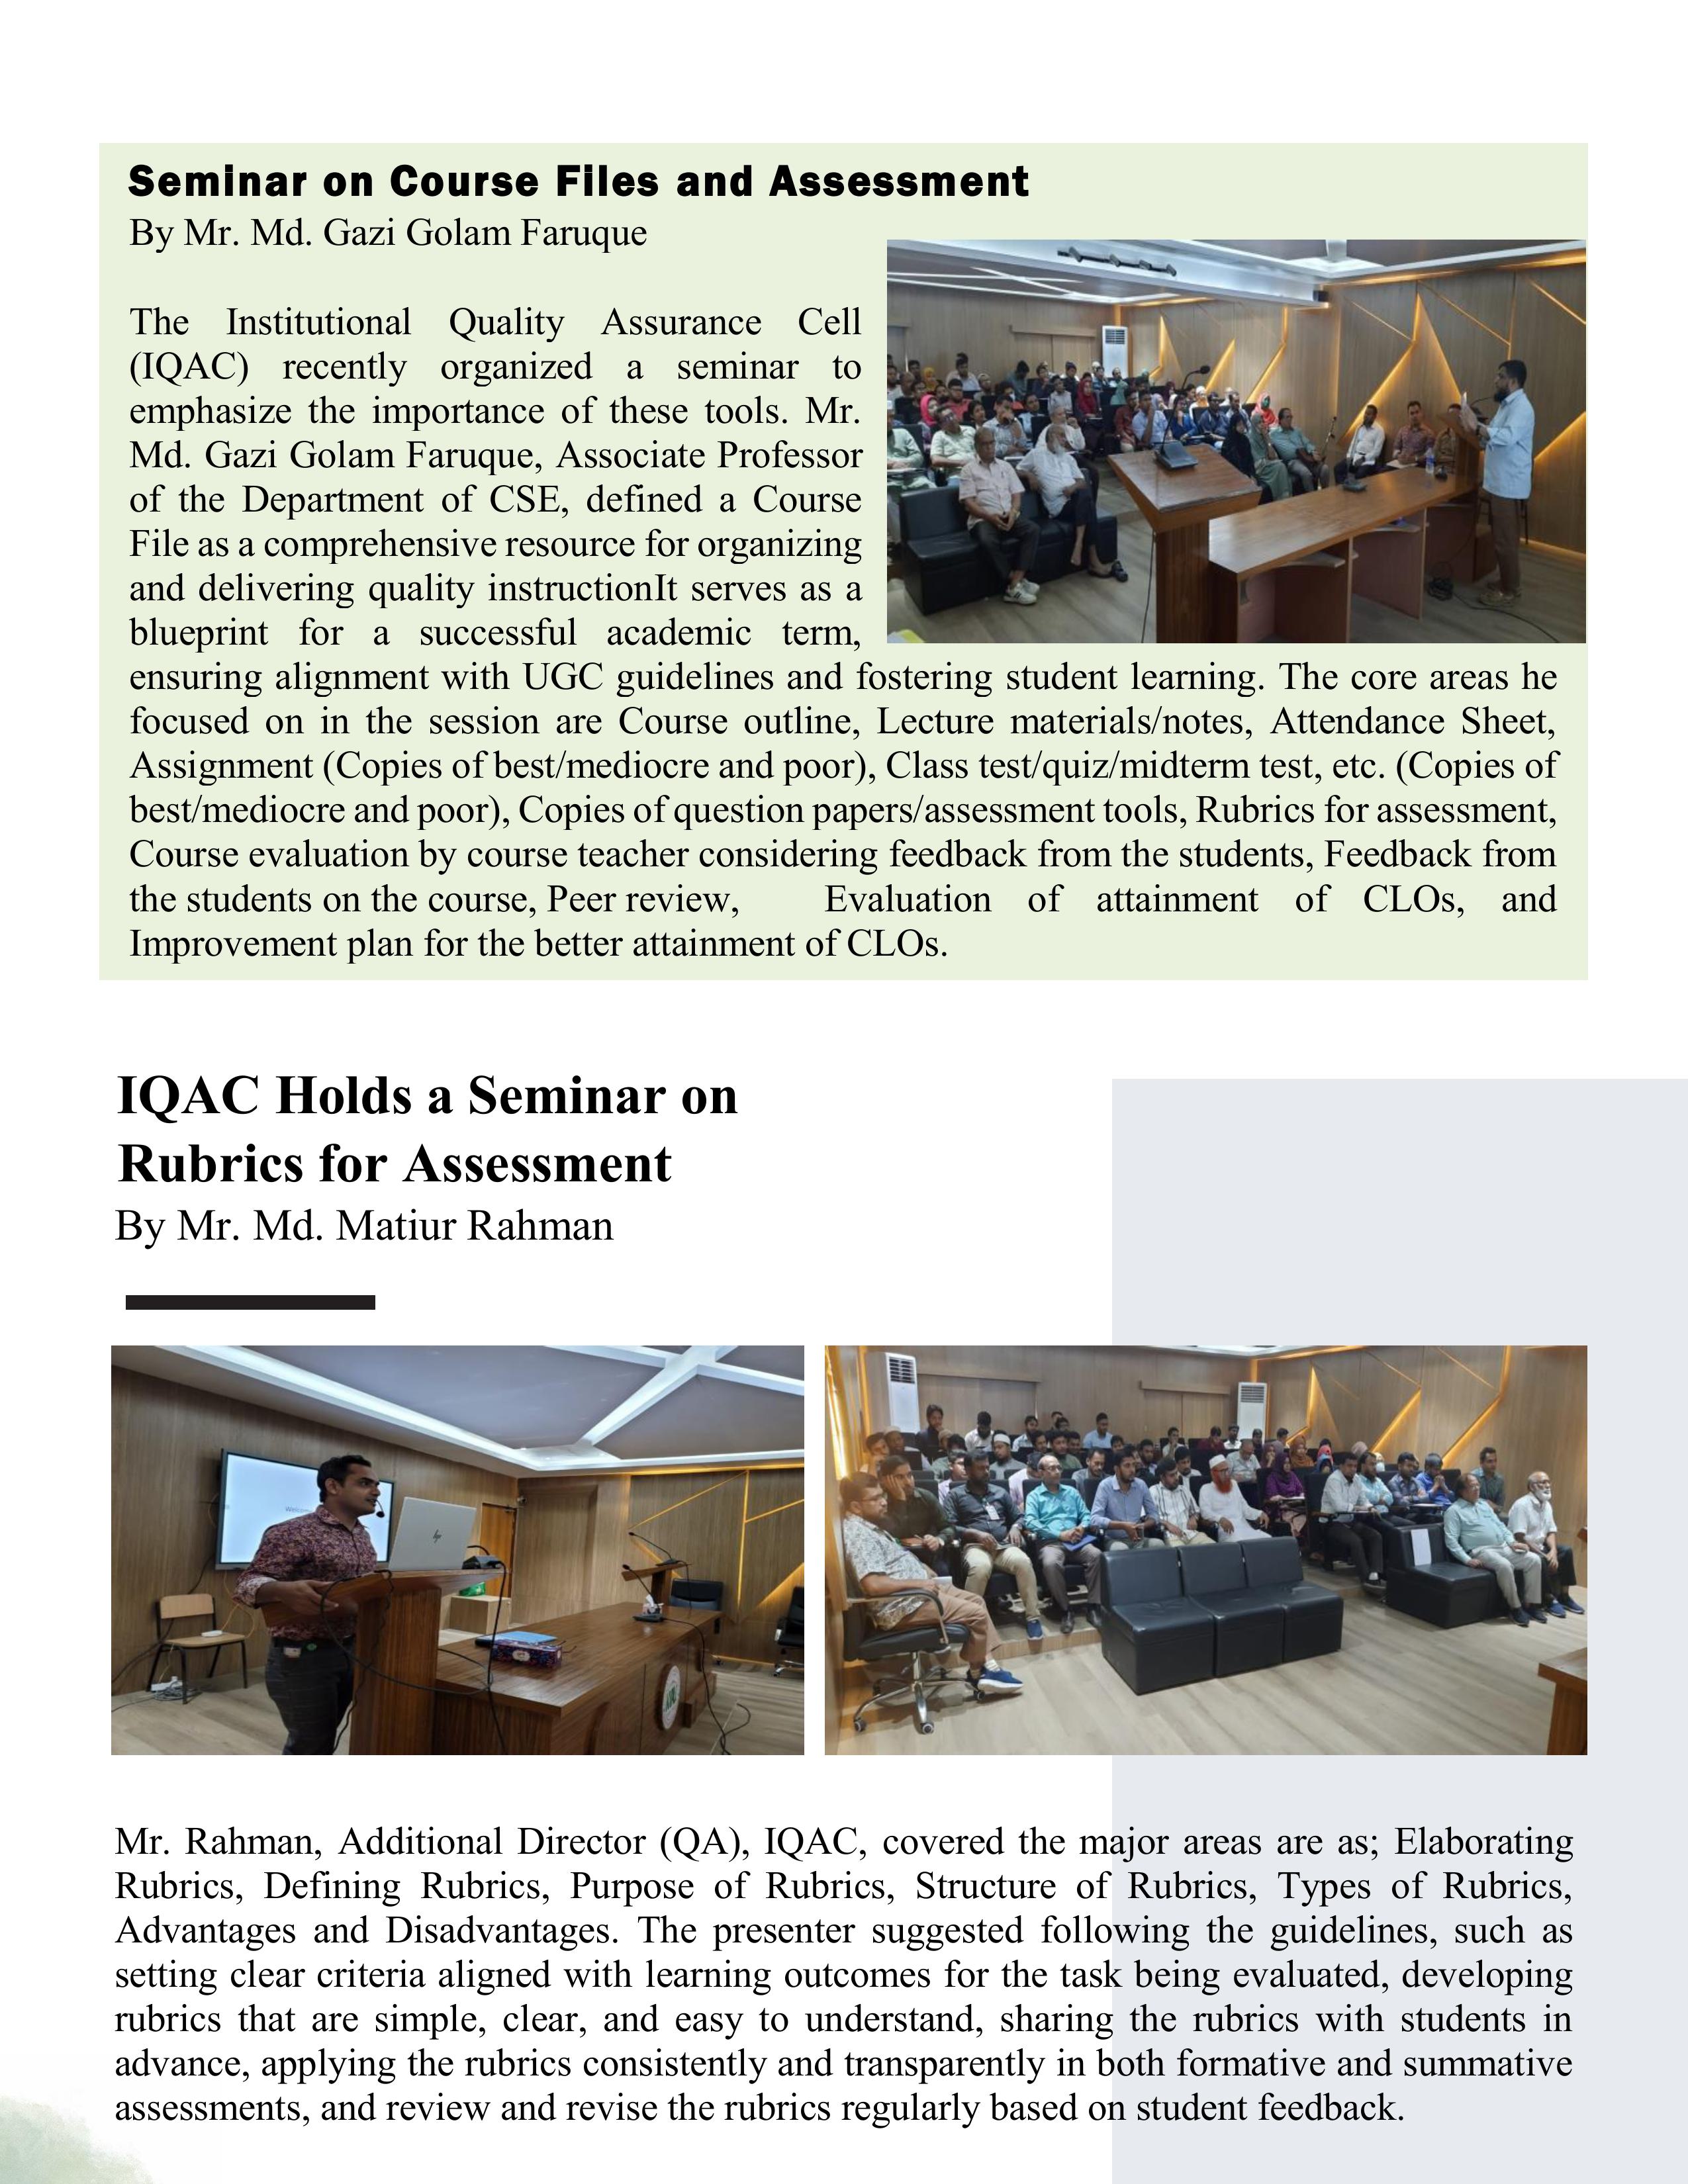 Seminar on Course Files and Assessment
By Mr. Md. Gazi Golam Faruque
The Institutional Quality Assurance Cell
(IQAC) recently organized a seminar to
emphasize the importance of these tools. Mr.
Md. Gazi Golam Faruque, Associate Professor
of the Department of CSE, defined a Course
File as a comprehensive resource for organizing
and delivering quality instructionIt serves as a
blueprint for a successful academic term,
ensuring alignment with UGC guidelines and fostering student learning. The core areas he
focused on in the session are Course outline, Lecture materials/notes, Attendance Sheet,
Assignment (Copies of best/mediocre and poor), Class test/quiz/midterm test, etc. (Copies of
best/mediocre and poor), Copies of question papers/assessment tools, Rubrics for assessment,
Course evaluation by course teacher considering feedback from the students, Feedback from
the students on the course, Peer review, Evaluation of attainment of CLOs, and
Improvement plan for the better attainment of CLOs.
IQAC Holds a Seminar on
Rubrics for Assessment
By Mr. Md. Matiur Rahman
hp
Mr. Rahman, Additional Director (QA), IQAC, covered the major areas are as; Elaborating
Rubrics, Defining Rubrics, Purpose of Rubrics, Structure of Rubrics, Types of Rubrics,
Advantages and Disadvantages. The presenter suggested following the guidelines, such as
setting clear criteria aligned with learning outcomes for the task being evaluated, developing
rubrics that are simple, clear, and easy to understand, sharing the rubrics with students in
advance, applying the rubrics consistently and transparently in both formative and summative
assessments, and review and revise the rubrics regularly based on student feedback.